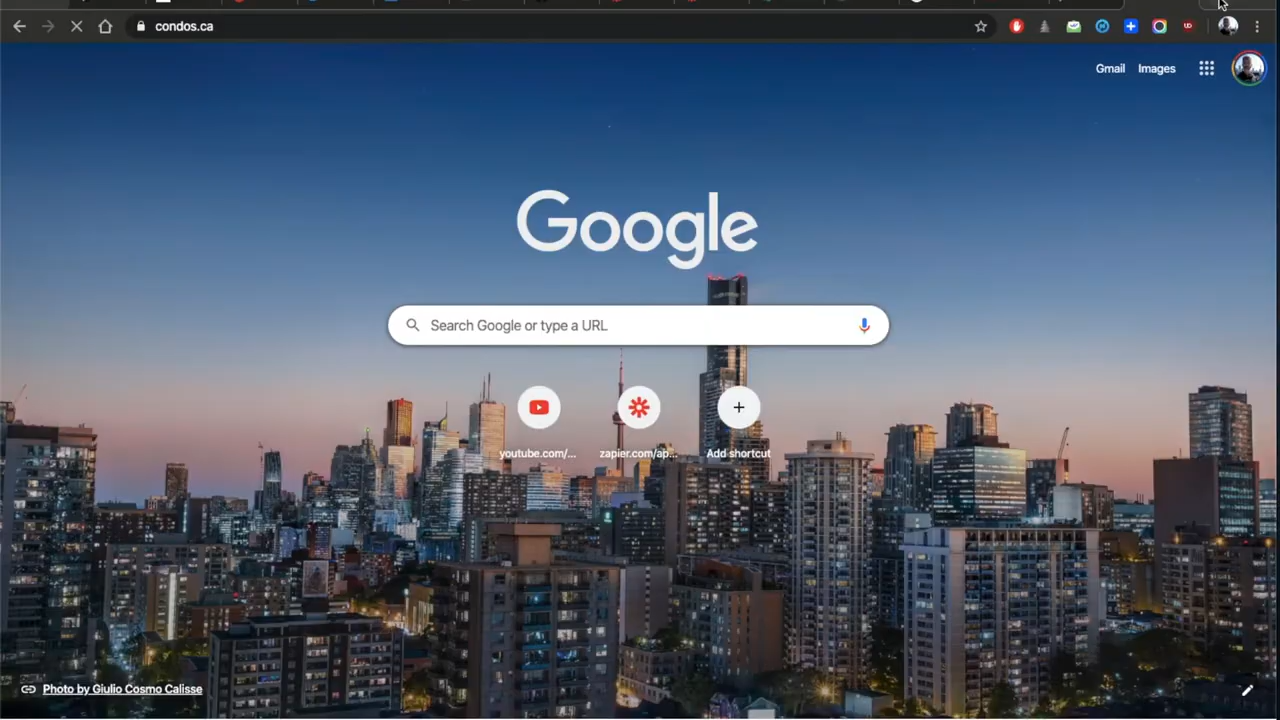 condos.ca
UD
Gmail
Images
Google
Search Google or type a URL
youtube.com/...
zapier.com/ap...
Add shortcut
Photo by Giulio Cosmo Calisse